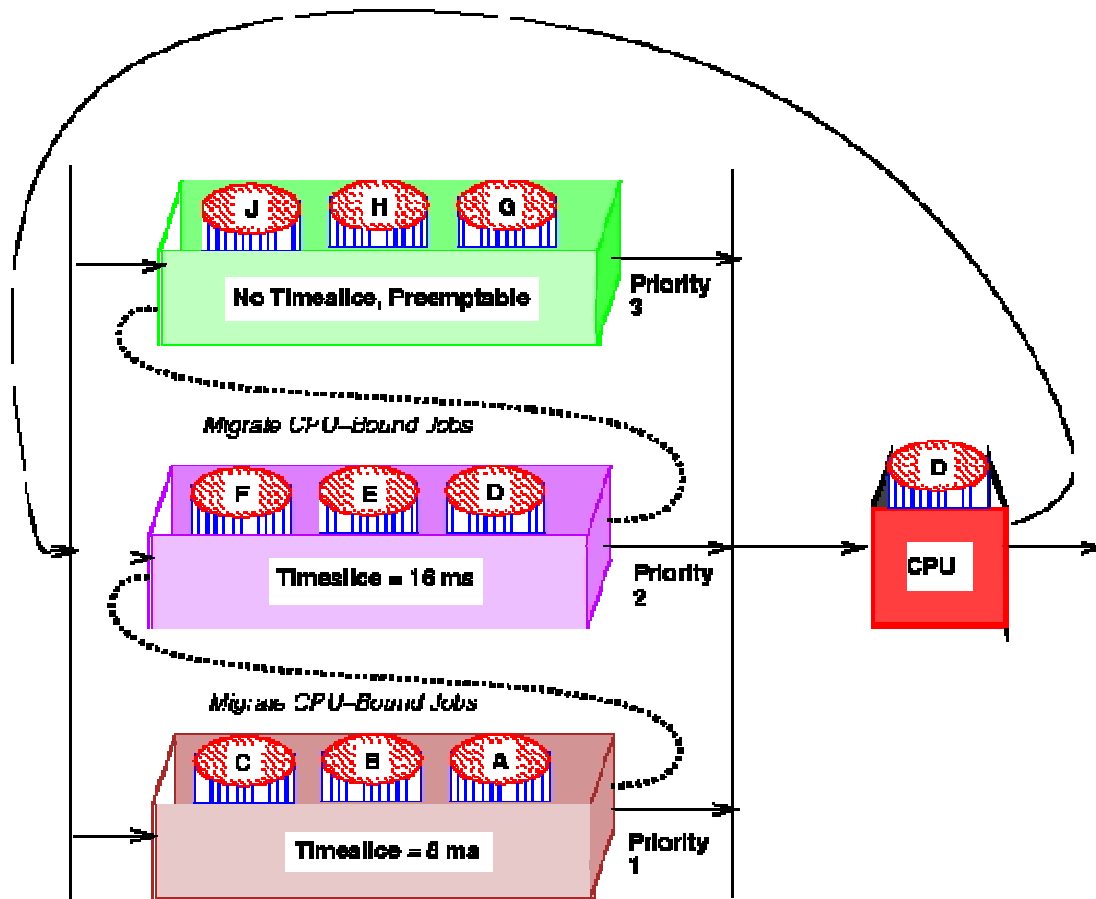 J H G
No Timeslice, Preemptable
Priority
3
Migrate CPU-Bound Jobs
F E D
Timeslice = 16 ms
Priority
2
D
CPU
Migrate CPU-Bound Jobs
C B A
Timeslice = 8 ms
Priority
1